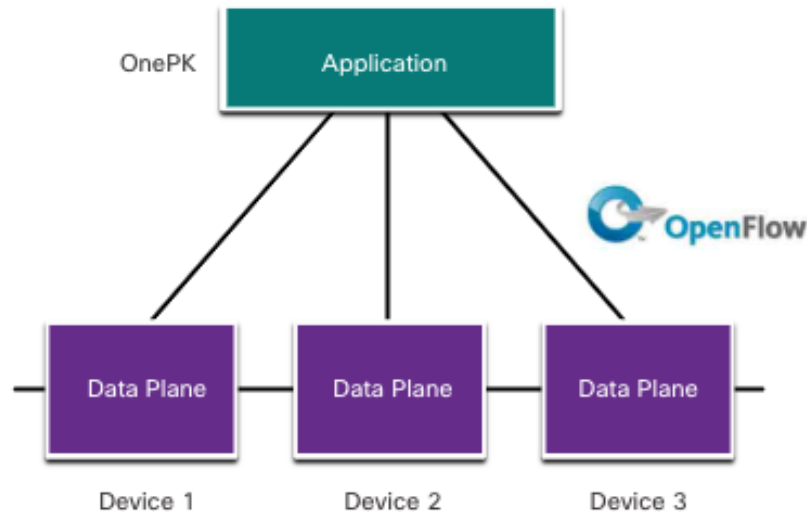 OnePK
Application
OpenFlow
Data Plane
Data Plane
Data Plane
Device 1
Device 2
Device 3